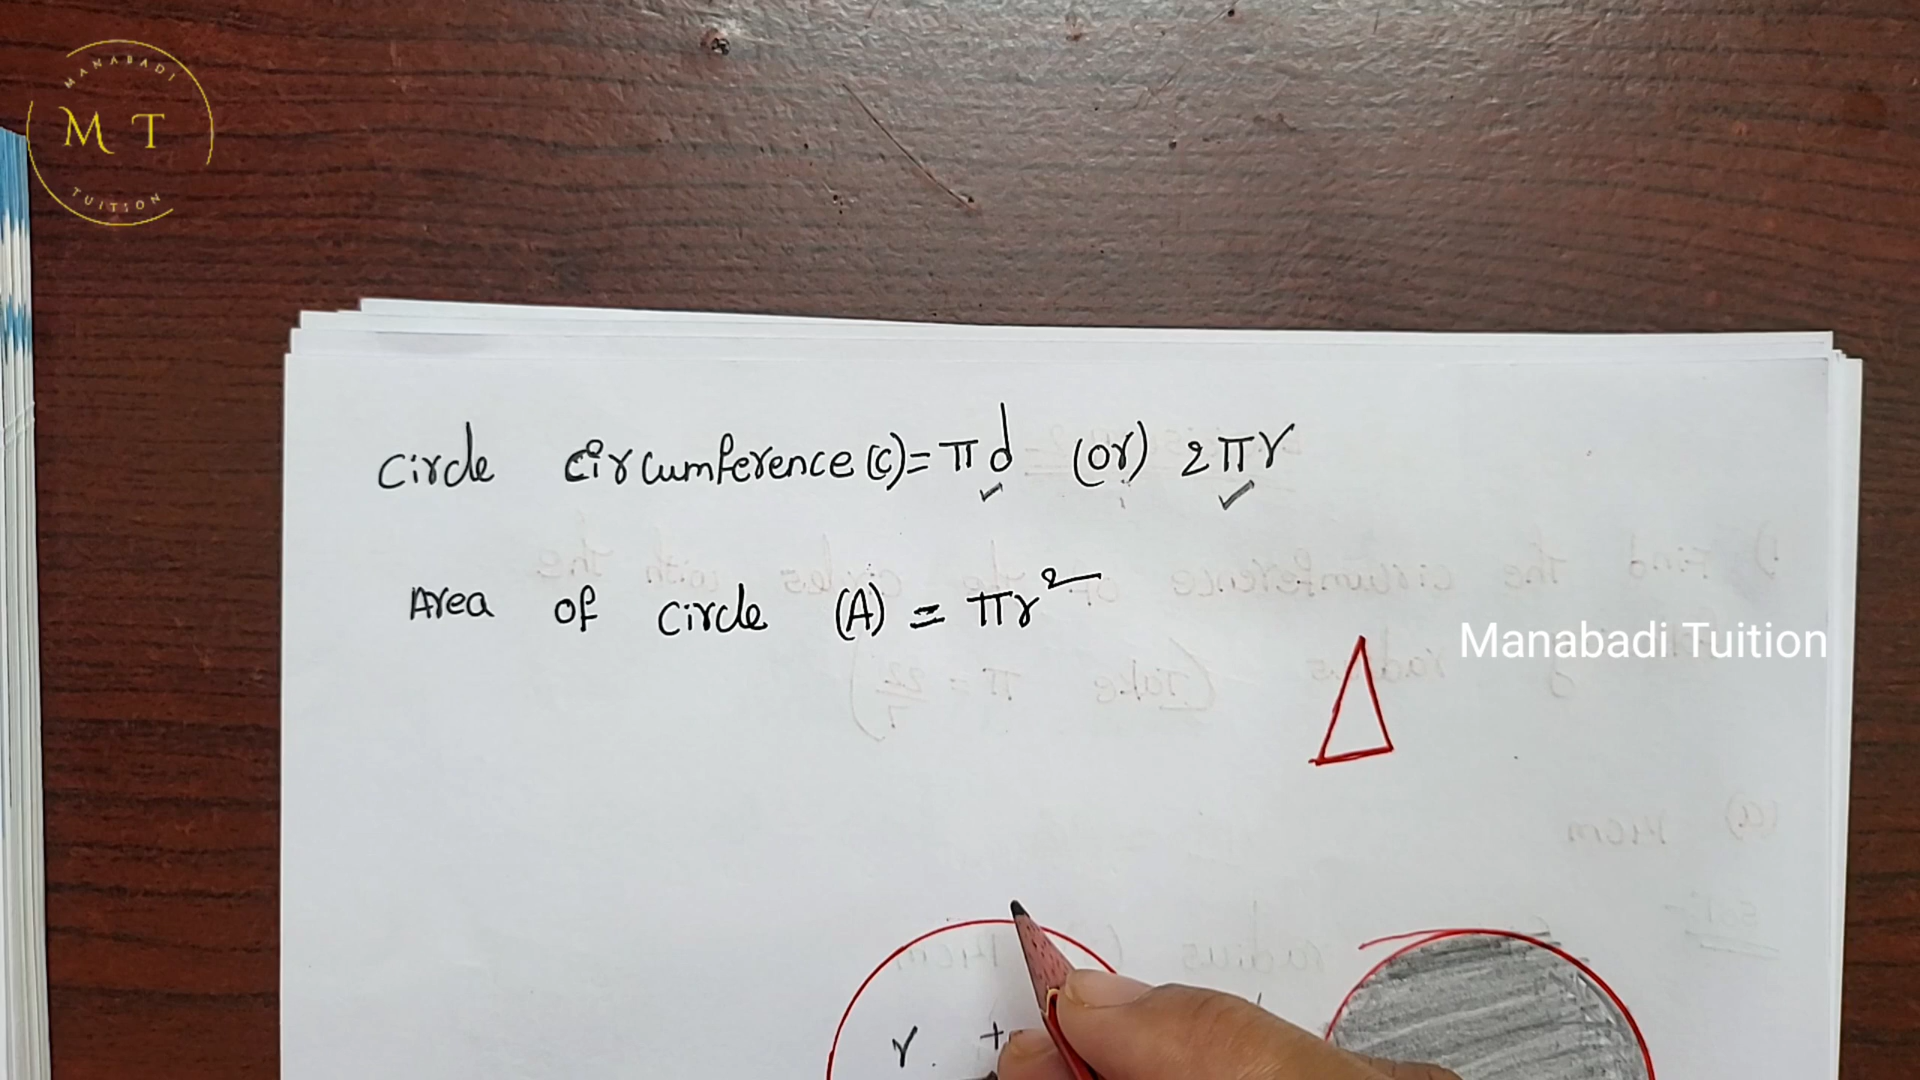 MANABADI
M T
TUITION
Circle circumference (C) = πd (or) 2πr
Area of circle (A) = πr²
Manabadi Tuition
r